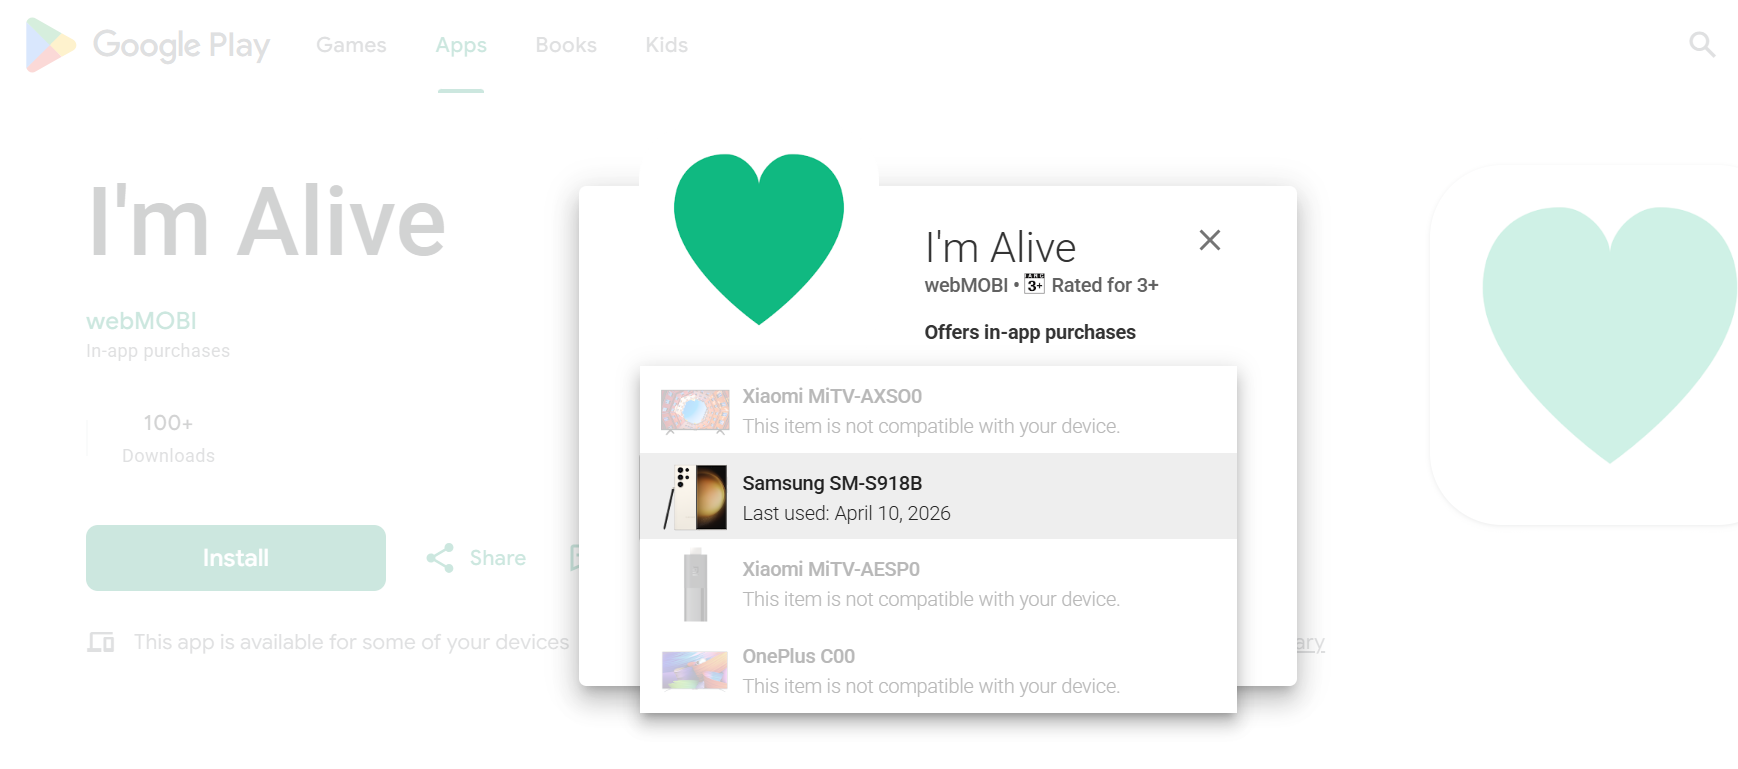 Google Play Games Apps Books Kids
I'm Alive
webMOBI
In-app purchases
100+
Downloads
Install
Share
This app is available for some of your devices
I'm Alive
webMOBI • 3+ Rated for 3+
Offers in-app purchases
Xiaomi MiTV-AXSO0
This item is not compatible with your device.
Samsung SM-S918B
Last used: April 10, 2026
Xiaomi MiTV-AESP0
This item is not compatible with your device.
OnePlus C00
This item is not compatible with your device.